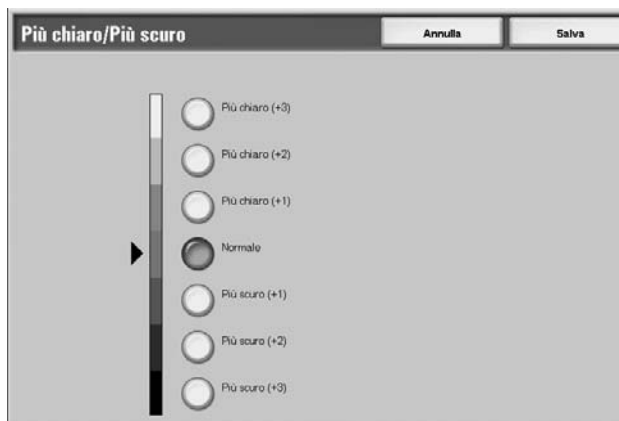 Più chiaro/Più scuro
Annulla
Salva
Più chiaro (+3)
Più chiaro (+2)
Più chiaro (+1)
Normale
Più scuro (+1)
Più scuro (+2)
Più scuro (+3)